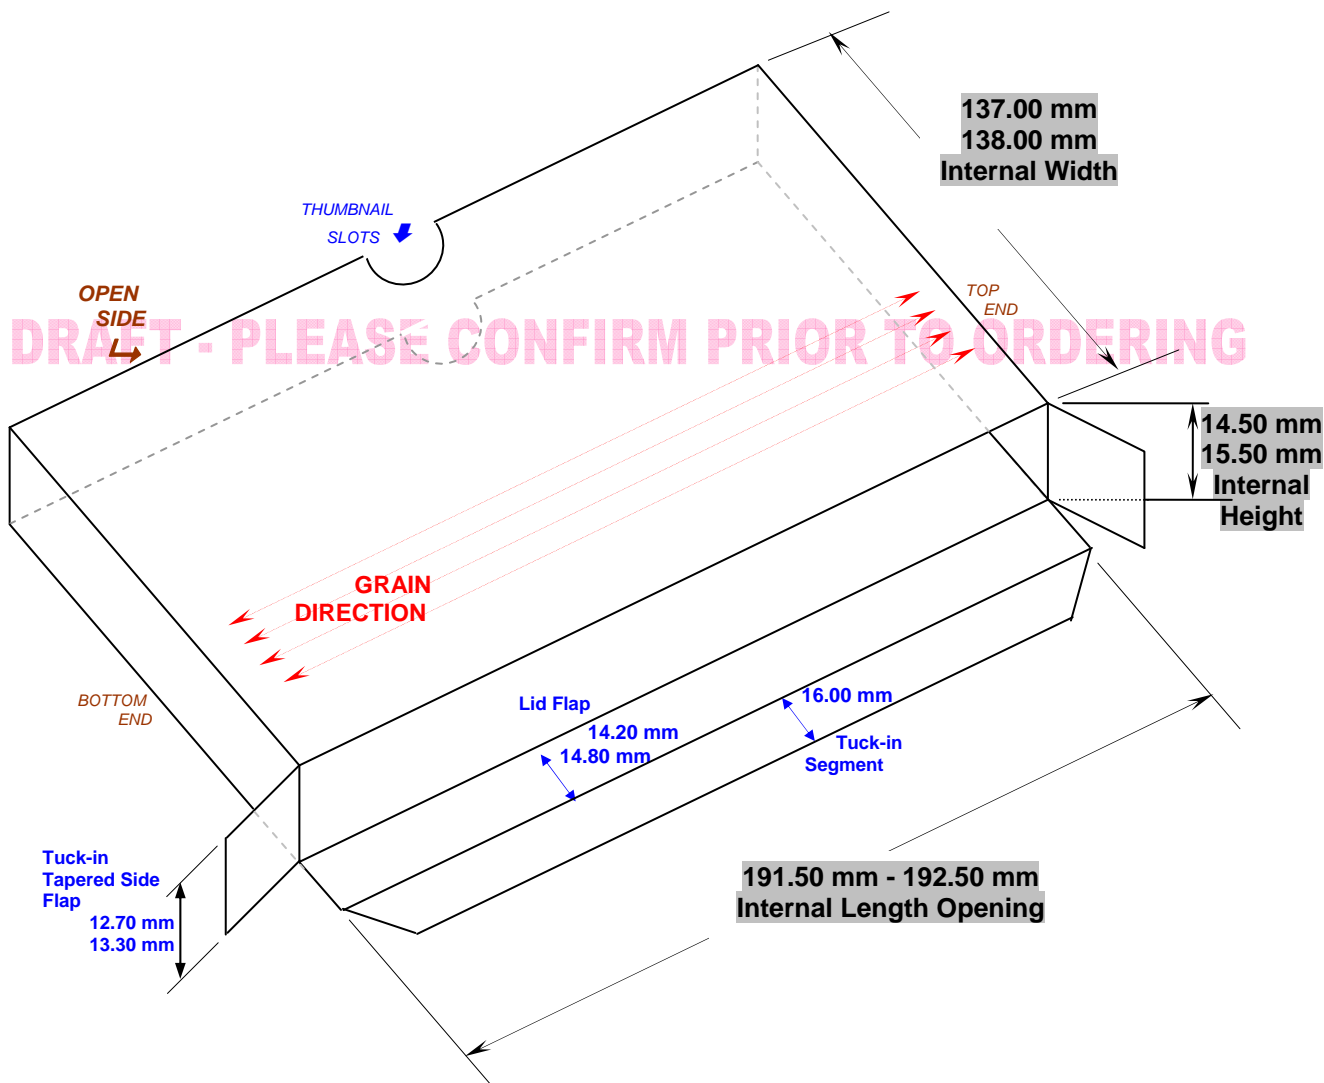 137.00 mm
138.00 mm
Internal Width
THUMBNAIL
SLOTS
OPEN
SIDE
TOP
END
DRAFT - PLEASE CONFIRM PRIOR TO ORDERING
14.50 mm
15.50 mm
Internal
Height
GRAIN
DIRECTION
BOTTOM
END
Lid Flap
14.20 mm
14.80 mm
16.00 mm
Tuck-in
Segment
Tuck-in
Tapered Side
Flap
12.70 mm
13.30 mm
191.50 mm - 192.50 mm
Internal Length Opening